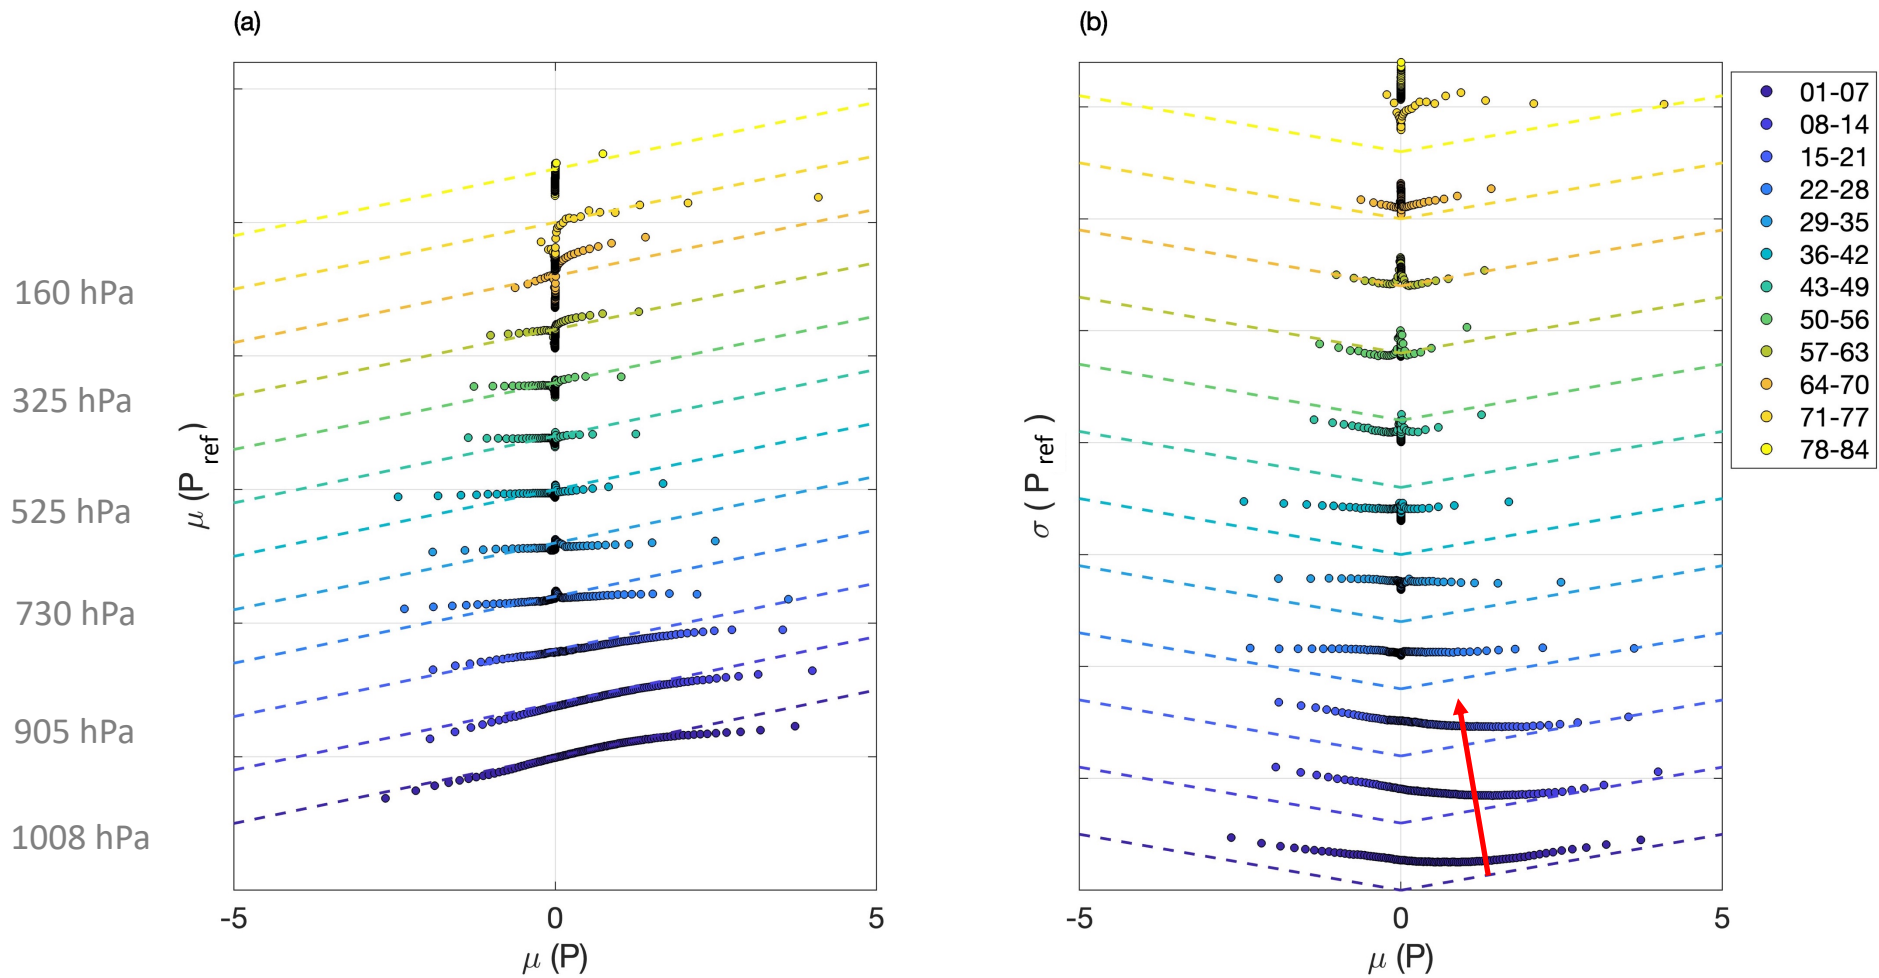 (a)
(b)
160 hPa
325 hPa
525 hPa
730 hPa
905 hPa
1008 hPa
μ (P ref )
-5
0
5
μ (P)
σ ( P ref )
-5
0
5
μ (P)
01-07
08-14
15-21
22-28
29-35
36-42
43-49
50-56
57-63
64-70
71-77
78-84